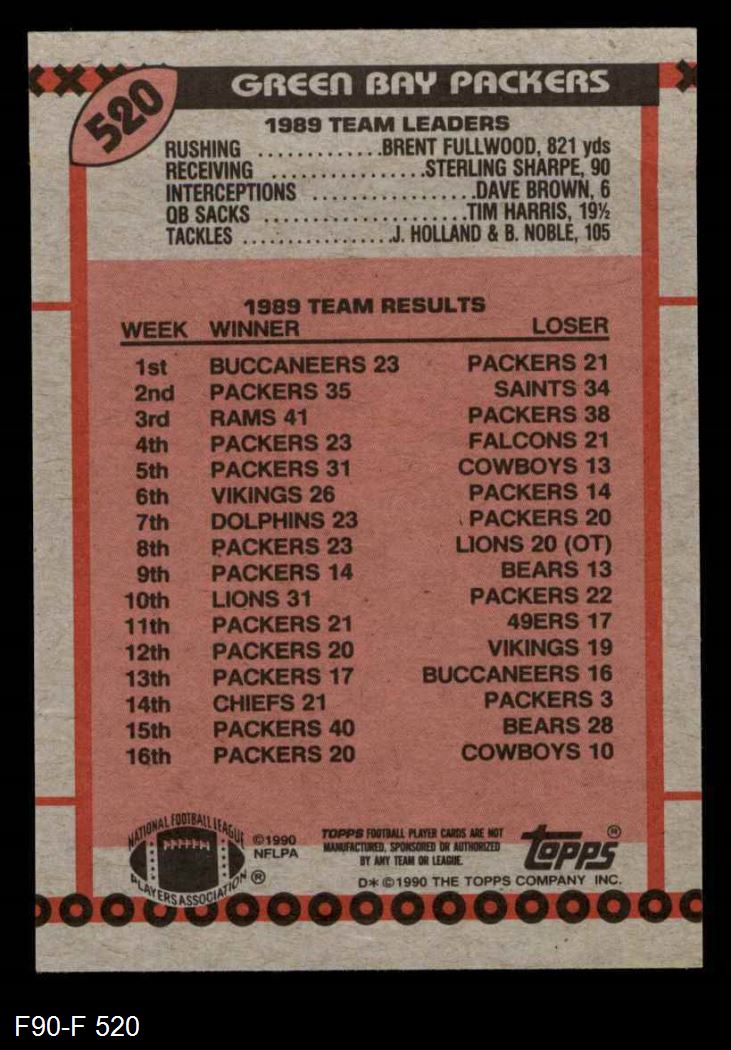 520
GREEN BAY PACKERS
1989 TEAM LEADERS
RUSHING .............BRENT FULLWOOD, 821 yds
RECEIVING .................STERLING SHARPE, 90
INTERCEPTIONS ..................DAVE BROWN, 6
QB SACKS ......................TIM HARRIS, 19½
TACKLES .................J. HOLLAND & B. NOBLE, 105
1989 TEAM RESULTS
WEEK WINNER LOSER
1st BUCCANEERS 23 PACKERS 21
2nd PACKERS 35 SAINTS 34
3rd RAMS 41 PACKERS 38
4th PACKERS 23 FALCONS 21
5th PACKERS 31 COWBOYS 13
6th VIKINGS 26 PACKERS 14
7th DOLPHINS 23 PACKERS 20
8th PACKERS 23 LIONS 20 (OT)
9th PACKERS 14 BEARS 13
10th LIONS 31 PACKERS 22
11th PACKERS 21 49ERS 17
12th PACKERS 20 VIKINGS 19
13th PACKERS 17 BUCCANEERS 16
14th CHIEFS 21 PACKERS 3
15th PACKERS 40 BEARS 28
16th PACKERS 20 COWBOYS 10
NATIONAL FOOTBALL LEAGUE
PLAYERS ASSOCIATION ®
©1990
NFLPA
TOPPS FOOTBALL PLAYER CARDS ARE NOT
MANUFACTURED, SPONSORED OR AUTHORIZED
BY ANY TEAM OR LEAGUE.
topps®
D* © 1990 THE TOPPS COMPANY INC.
F90-F 520